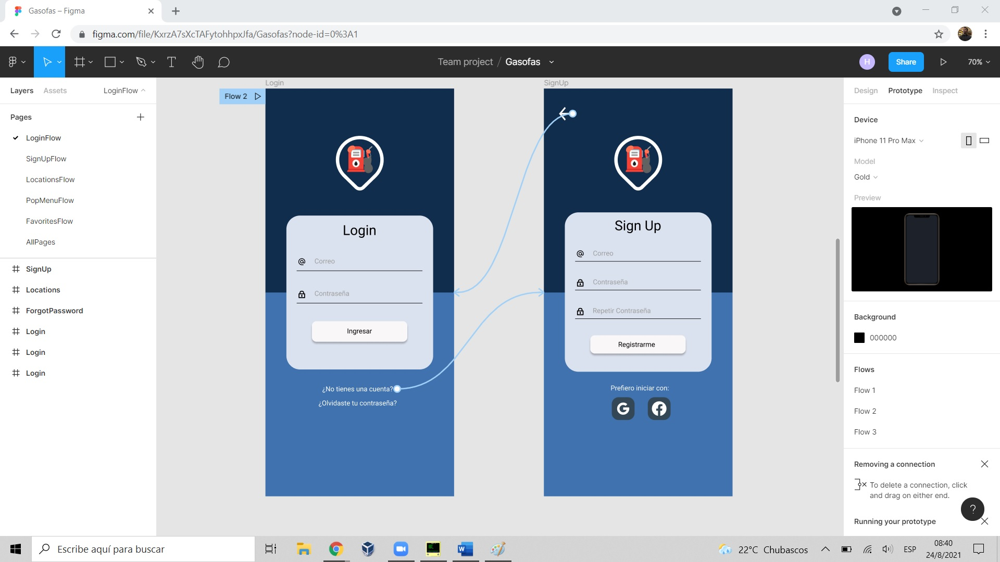 Gasofas – Figma
figma.com/file/KxrzA7sXcTAFytohhpxJfa/Gasofas?node-id=0%3A1
Team project / Gasofas
H
Share
70%
Layers
Assets
LoginFlow
Pages
LoginFlow
SignUpFlow
LocationsFlow
PopMenuFlow
FavoritesFlow
AllPages
SignUp
Locations
ForgotPassword
Login
Login
Login
Login
Flow 2
Login
@ Correo
Contraseña
Ingresar
¿No tienes una cuenta?
¿Olvidaste tu contraseña?
SignUp
Sign Up
@ Correo
Contraseña
Repetir Contraseña
Registrarme
Prefiero iniciar con:
G
f
Design
Prototype
Inspect
Device
iPhone 11 Pro Max
Model
Gold
Preview
Background
000000
Flows
Flow 1
Flow 2
Flow 3
Removing a connection
To delete a connection, click
and drag on either end.
?
Running your prototype
Escribe aquí para buscar
W
22°C Chubascos
ESP
08:40
24/8/2021